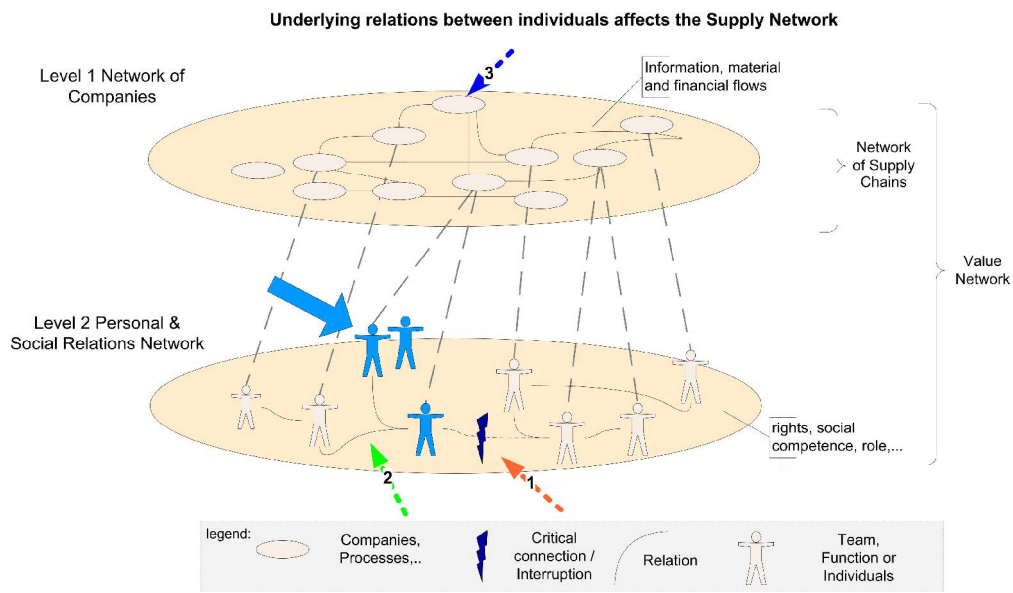 Underlying relations between individuals affects the Supply Network
3
Level 1 Network of
Companies
Information, material
and financial flows
Network
of Supply
Chains
Value
Network
Level 2 Personal &
Social Relations Network
rights, social
competence, role,...
2
1
legend:
Companies,
Processes,..
Critical
connection /
Interruption
Relation
Team,
Function or
Individuals